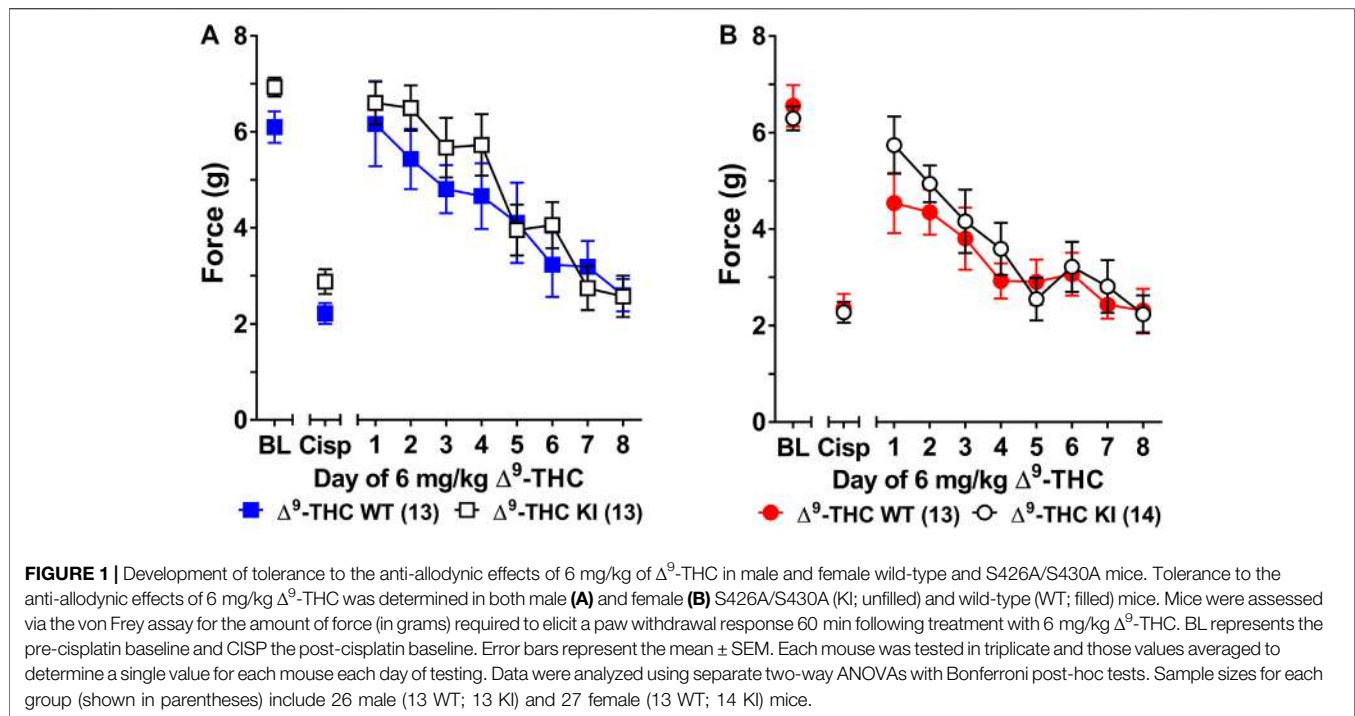 A
B
8
6
4
2
0
Force (g)
BL Cisp 1 2 3 4 5 6 7 8
Day of 6 mg/kg Δ⁹-THC
Δ⁹-THC WT (13) Δ⁹-THC KI (13)
8
6
4
2
0
Force (g)
BL Cisp 1 2 3 4 5 6 7 8
Day of 6 mg/kg Δ⁹-THC
Δ⁹-THC WT (13) Δ⁹-THC KI (14)
FIGURE 1 | Development of tolerance to the anti-allodynic effects of 6 mg/kg of Δ⁹-THC in male and female wild-type and S426A/S430A mice. Tolerance to the
anti-allodynic effects of 6 mg/kg Δ⁹-THC was determined in both male (A) and female (B) S426A/S430A (KI; unfilled) and wild-type (WT; filled) mice. Mice were assessed
via the von Frey assay for the amount of force (in grams) required to elicit a paw withdrawal response 60 min following treatment with 6 mg/kg Δ⁹-THC. BL represents the
pre-cisplatin baseline and CISP the post-cisplatin baseline. Error bars represent the mean ± SEM. Each mouse was tested in triplicate and those values averaged to
determine a single value for each mouse each day of testing. Data were analyzed using separate two-way ANOVAs with Bonferroni post-hoc tests. Sample sizes for each
group (shown in parentheses) include 26 male (13 WT; 13 KI) and 27 female (13 WT; 14 KI) mice.